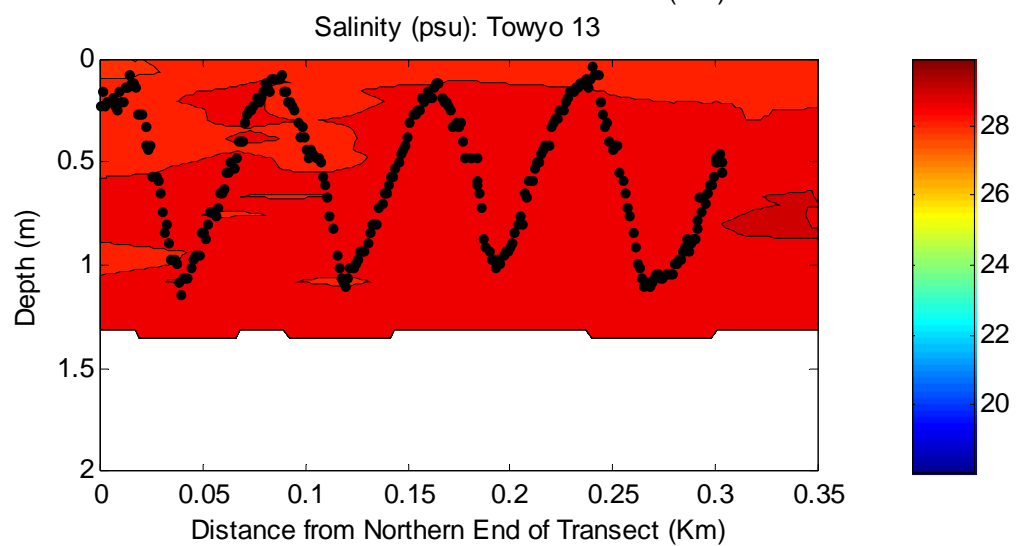 Salinity (psu): Towyo 13
0
0.5
1
1.5
2
Depth (m)
0 0.05 0.1 0.15 0.2 0.25 0.3 0.35
Distance from Northern End of Transect (Km)
28
26
24
22
20